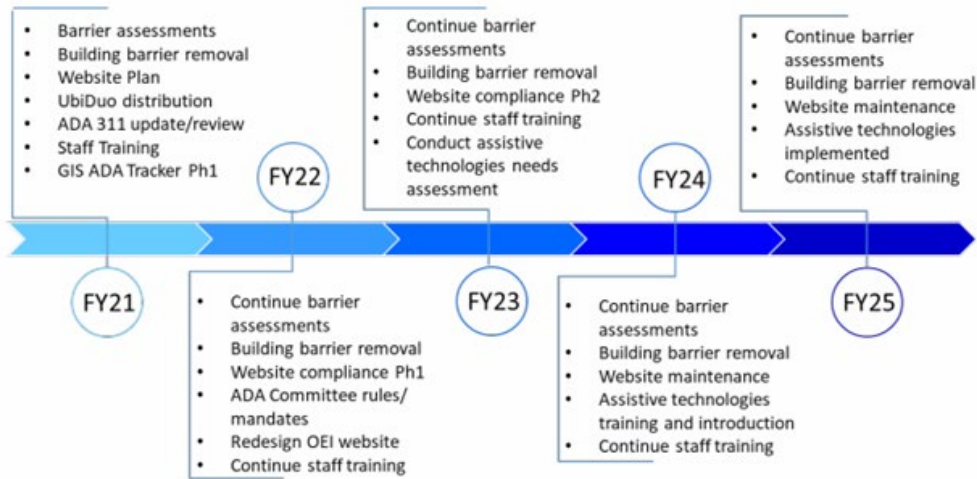 • Barrier assessments
• Building barrier removal
• Website Plan
• UbiDuo distribution
• ADA 311 update/review
• Staff Training
• GIS ADA Tracker Ph1
FY21
FY22
• Continue barrier
assessments
• Building barrier removal
• Website compliance Ph1
• ADA Committee rules/
mandates
• Redesign OEI website
• Continue staff training
• Continue barrier
assessments
• Building barrier removal
• Website compliance Ph2
• Continue staff training
• Conduct assistive
technologies needs
assessment
FY23
FY24
• Continue barrier
assessments
• Building barrier removal
• Website maintenance
• Assistive technologies
training and introduction
• Continue staff training
• Continue barrier
assessments
• Building barrier removal
• Website maintenance
• Assistive technologies
implemented
• Continue staff training
FY25